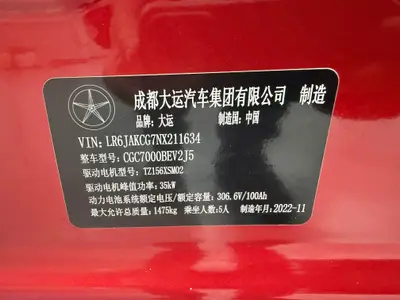 成都大运汽车集团有限公司 制造
品牌：大运 制造国：中国
VIN: LR6JAKCG7NX211634
整车型号：CGC7000BEV2J5
驱动电机型号：TZ156XSM02
驱动电机峰值功率：35kW
动力电池系统额定电压/额定容量：306.6V/100Ah
最大允许总质量：1475kg 乘坐人数：5人 制造年月：2022-11